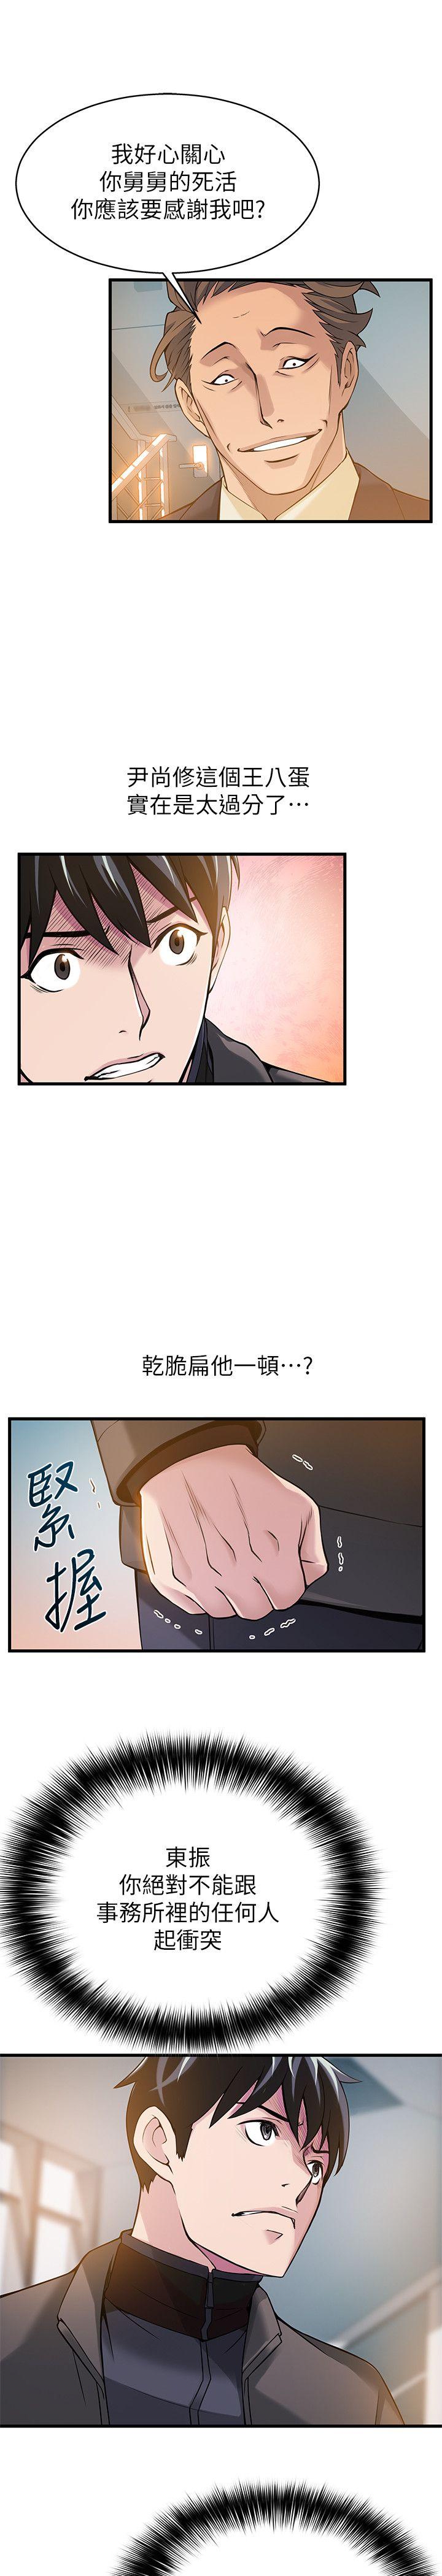 我好心關心
你舅舅的死活
你應該要感謝我吧?
尹尚修這個王八蛋
實在是太過分了…
乾脆扁他一頓…?
緊握
東振
你絕對不能跟
事務所裡的任何人
起衝突